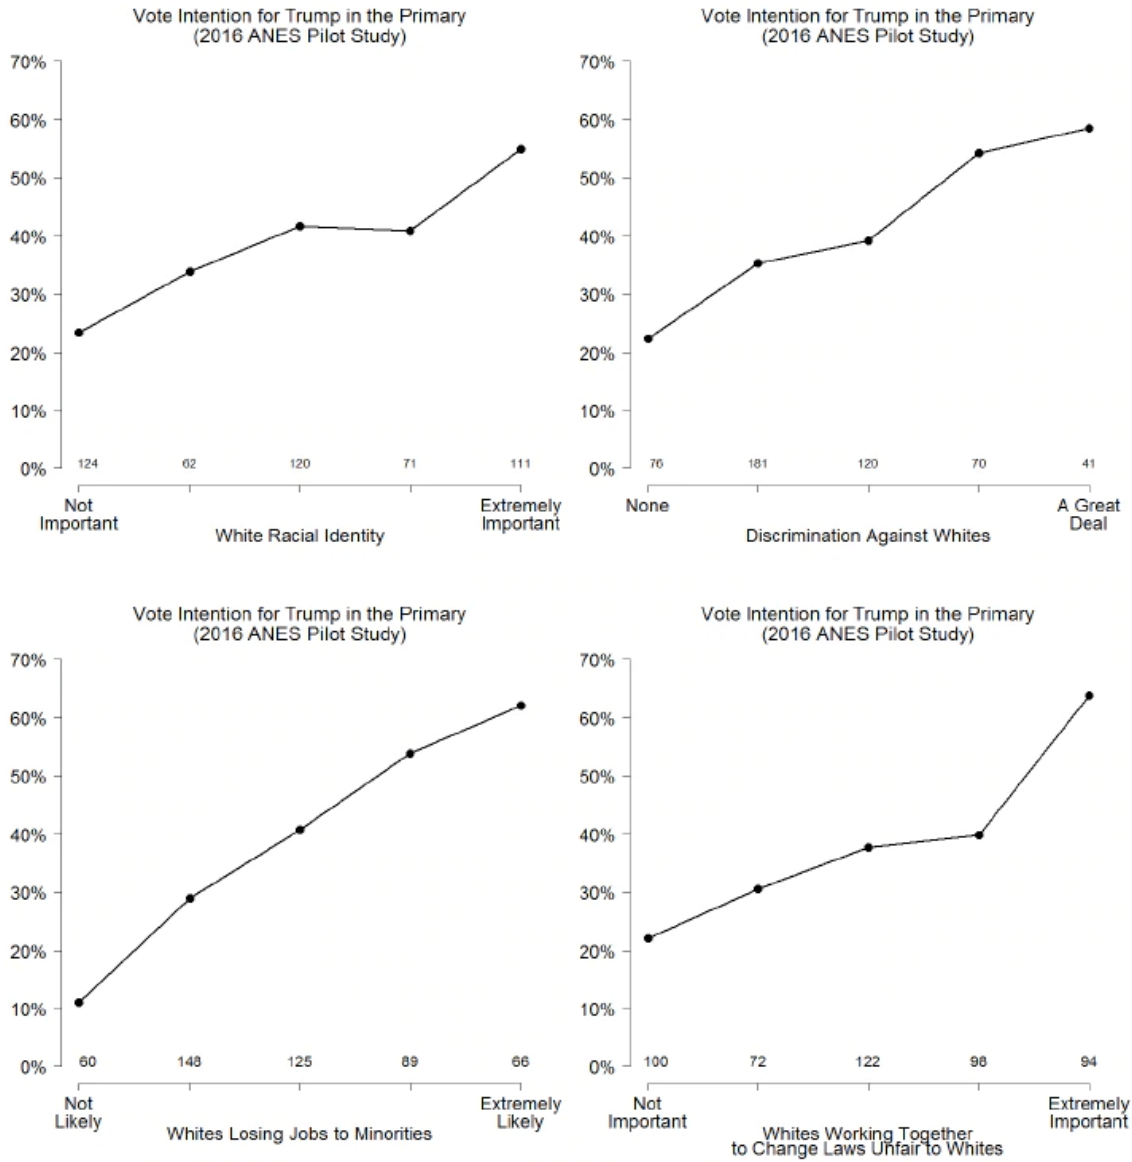 Vote Intention for Trump in the Primary
(2016 ANES Pilot Study)
70%
60%
50%
40%
30%
20%
10%
0%
124 62 120 71 111
Not
Important
Extremely
Important
White Racial Identity
Vote Intention for Trump in the Primary
(2016 ANES Pilot Study)
70%
60%
50%
40%
30%
20%
10%
0%
76 181 120 70 41
None
A Great
Deal
Discrimination Against Whites
Vote Intention for Trump in the Primary
(2016 ANES Pilot Study)
70%
60%
50%
40%
30%
20%
10%
0%
60 148 125 89 66
Not
Likely
Extremely
Likely
Whites Losing Jobs to Minorities
Vote Intention for Trump in the Primary
(2016 ANES Pilot Study)
70%
60%
50%
40%
30%
20%
10%
0%
100 72 122 98 94
Not
Important
Extremely
Important
Whites Working Together
to Change Laws Unfair to Whites